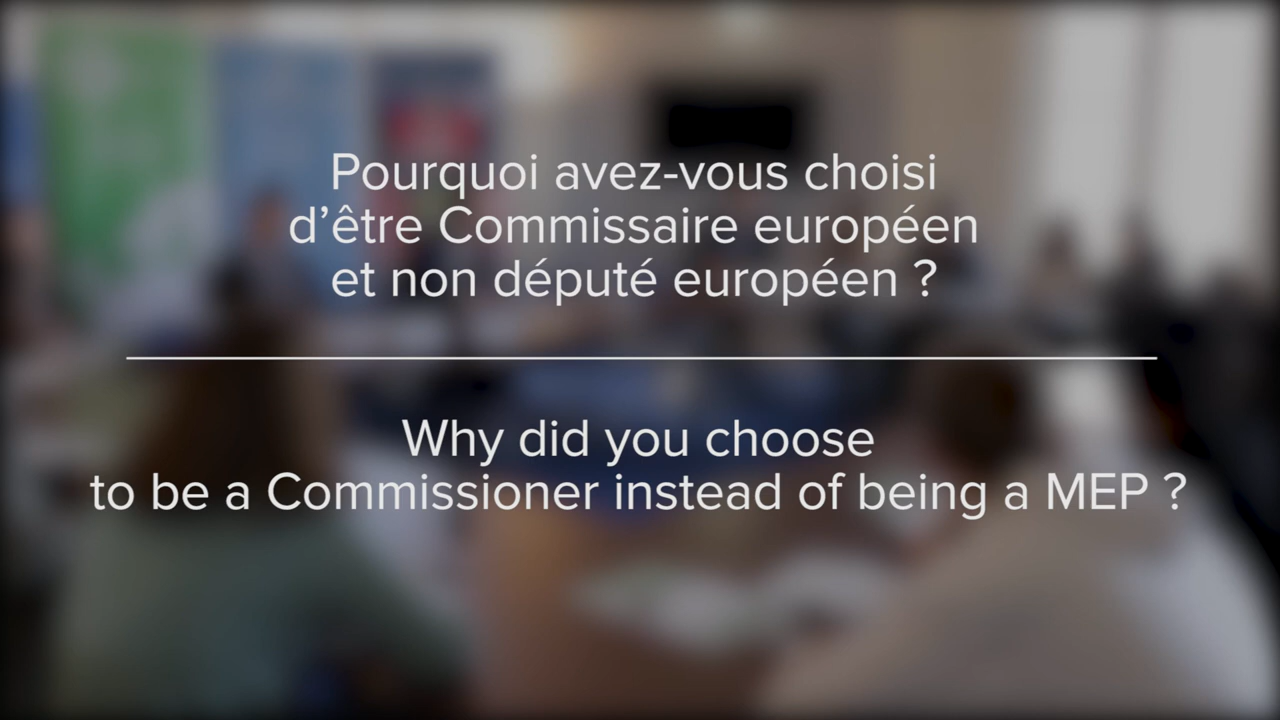 Pourquoi avez-vous choisi
d’être Commissaire européen
et non député européen ?
Why did you choose
to be a Commissioner instead of being a MEP ?